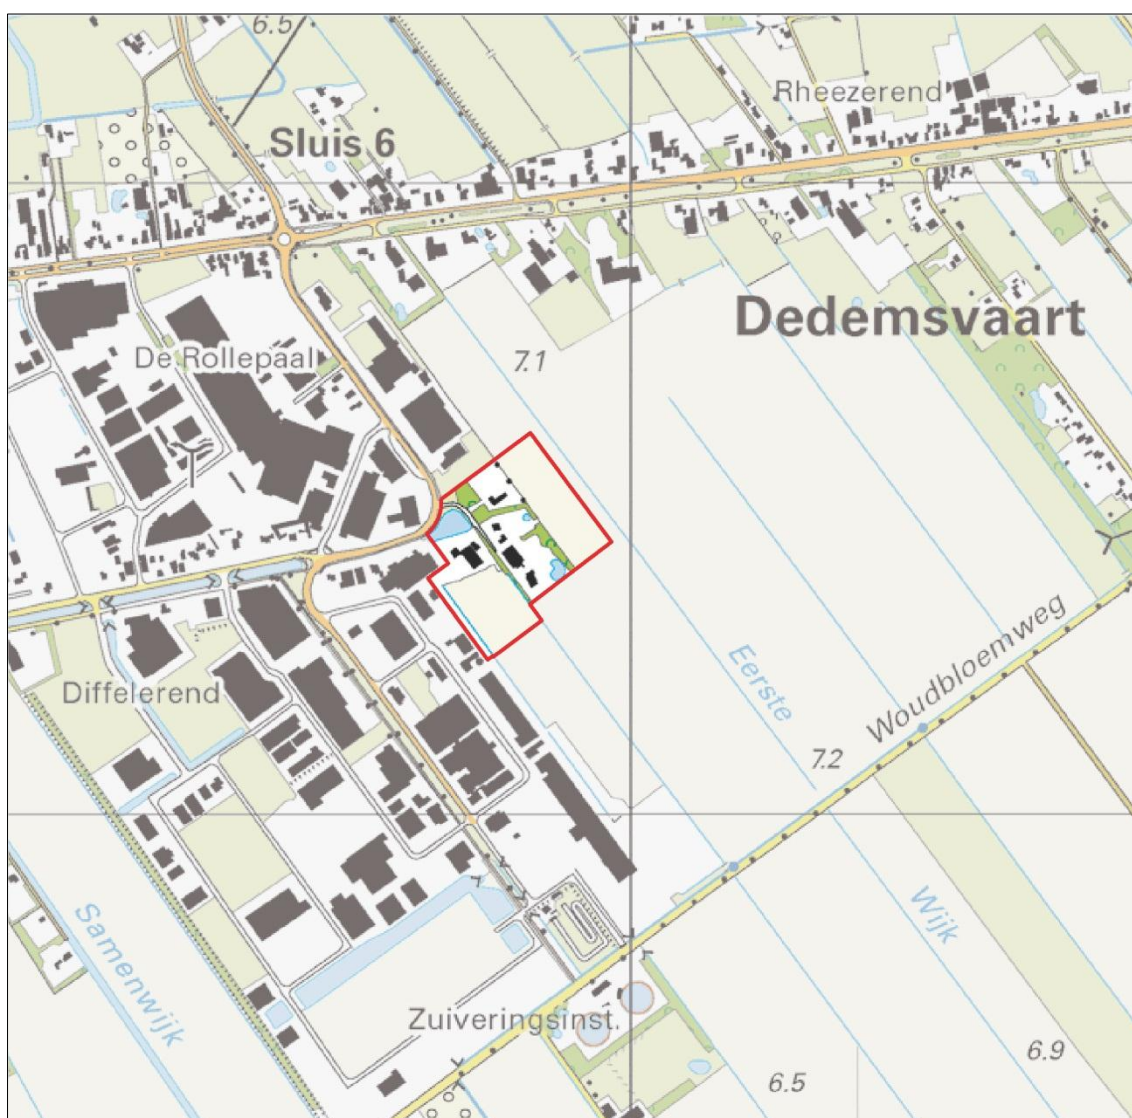 6.5
Rheezerend
Sluis 6
Dedemsvaart
De Rollepaal
7.1
Eerste
Woudbloemweg
Diffelerend
7.2
Samenwijk
Wijk
Zuiveringsinst.
6.9
6.5